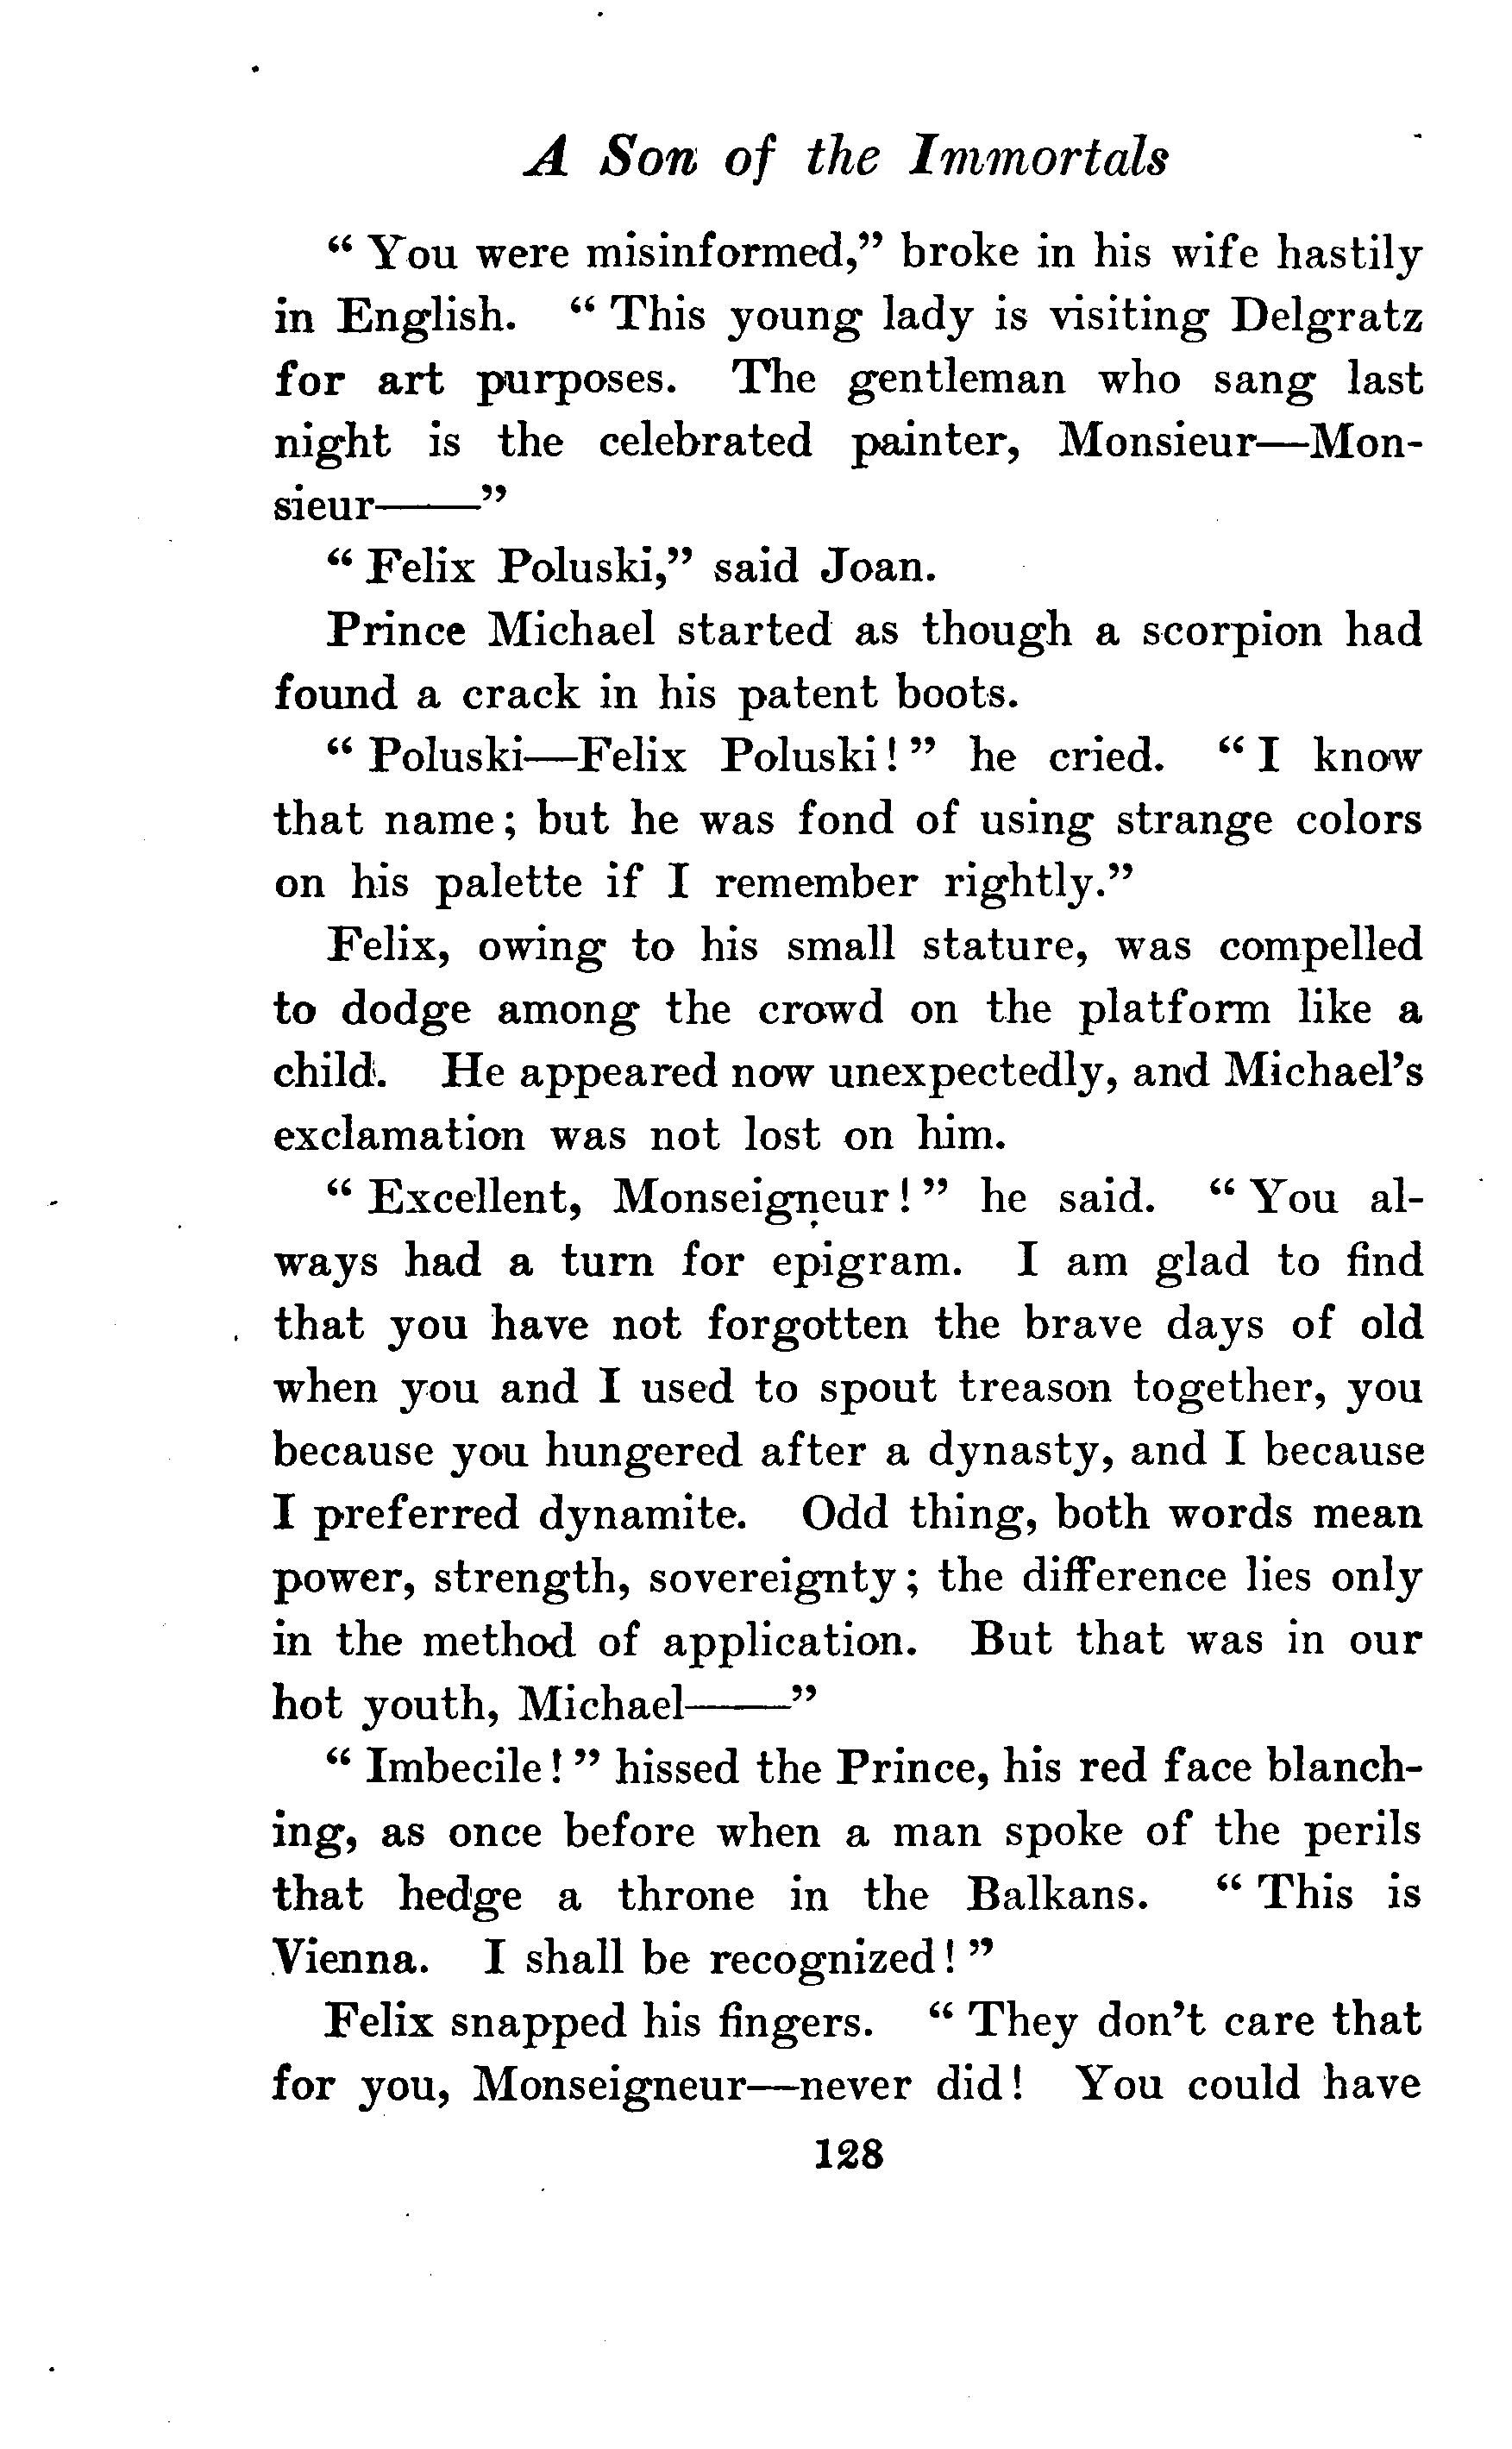 A Son of the Immortals
“ You were misinformed,” broke in his wife hastily
in English. “ This young lady is visiting Delgratz
for art purposes. The gentleman who sang last
night is the celebrated painter, Monsieur—Mon-
sieur——”
“ Felix Poluski,” said Joan.
Prince Michael started as though a scorpion had
found a crack in his patent boots.
“ Poluski—Felix Poluski! ” he cried. “ I know
that name; but he was fond of using strange colors
on his palette if I remember rightly.”
Felix, owing to his small stature, was compelled
to dodge among the crowd on the platform like a
child. He appeared now unexpectedly, and Michael’s
exclamation was not lost on him.
“ Excellent, Monseigneur! ” he said. “ You al-
ways had a turn for epigram. I am glad to find
that you have not forgotten the brave days of old
when you and I used to spout treason together, you
because you hungered after a dynasty, and I because
I preferred dynamite. Odd thing, both words mean
power, strength, sovereignty; the difference lies only
in the method of application. But that was in our
hot youth, Michael——”
“ Imbecile! ” hissed the Prince, his red face blanch-
ing, as once before when a man spoke of the perils
that hedge a throne in the Balkans. “ This is
Vienna. I shall be recognized! ”
Felix snapped his fingers. “ They don’t care that
for you, Monseigneur—never did! You could have
128